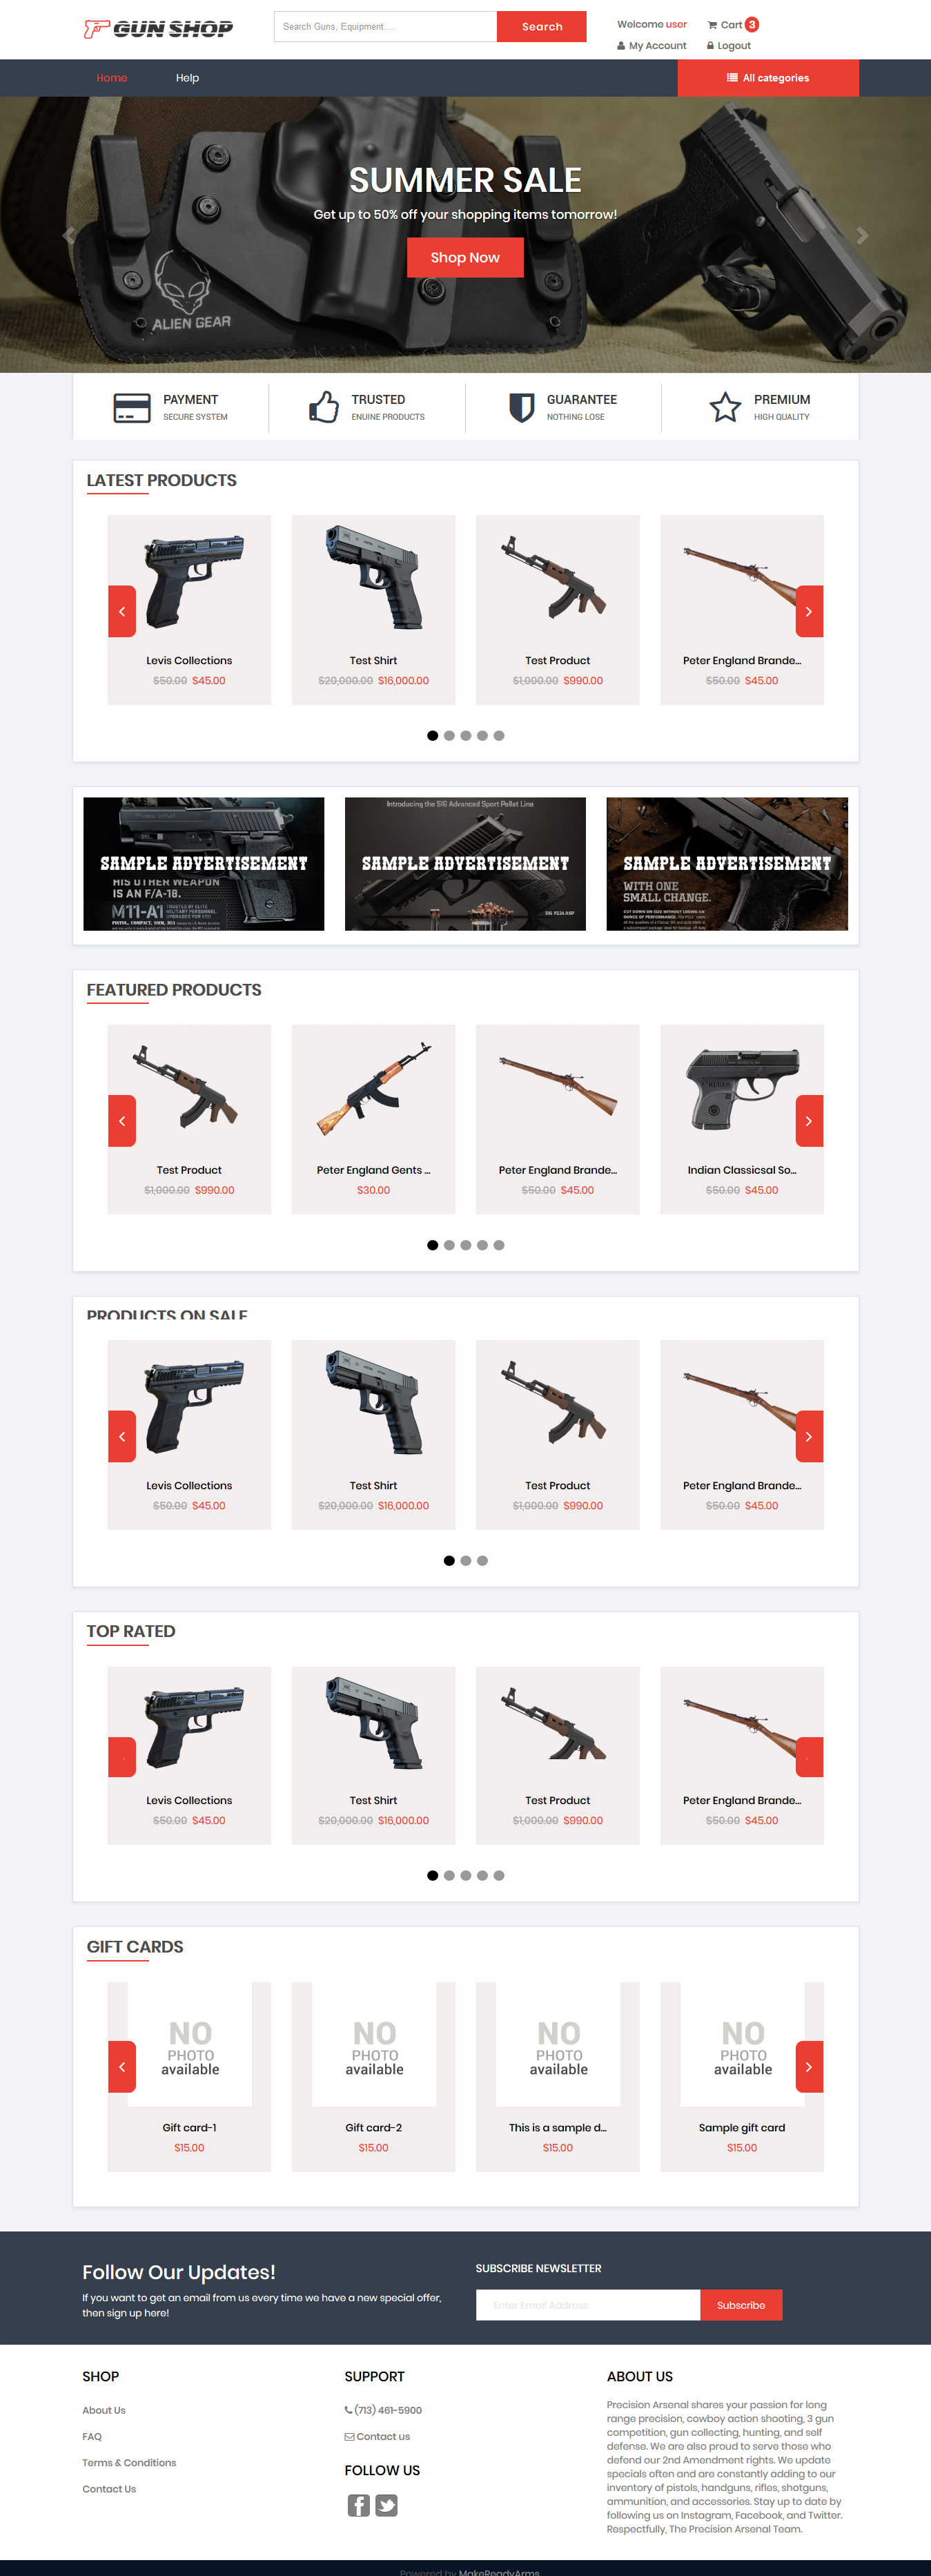 GUN SHOP
Search Guns, Equipment....
Search
Welcome user
Cart 3
My Account
Logout
Home
Help
All categories
SUMMER SALE
Get up to 50% off your shopping items tomorrow!
Shop Now
ALIEN GEAR
PAYMENT
SECURE SYSTEM
TRUSTED
ENUINE PRODUCTS
GUARANTEE
NOTHING LOSE
PREMIUM
HIGH QUALITY
LATEST PRODUCTS
Levis Collections
$50.00 $45.00
Test Shirt
$20,000.00 $16,000.00
Test Product
$1,000.00 $990.00
Peter England Brande...
$50.00 $45.00
SAMPLE ADVERTISEMENT
HIS OTHER WEAPON
IS AN F/A-18.
M11-A1
Introducing the SIG Advanced Sport Pellet Line
SAMPLE ADVERTISEMENT
SAMPLE ADVERTISEMENT
WITH ONE
SMALL CHANGE.
FEATURED PRODUCTS
Test Product
$1,000.00 $990.00
Peter England Gents ...
$30.00
Peter England Brande...
$50.00 $45.00
Indian Classicsal So...
$50.00 $45.00
PRODUCTS ON SALE
Levis Collections
$50.00 $45.00
Test Shirt
$20,000.00 $16,000.00
Test Product
$1,000.00 $990.00
Peter England Brande...
$50.00 $45.00
TOP RATED
Levis Collections
$50.00 $45.00
Test Shirt
$20,000.00 $16,000.00
Test Product
$1,000.00 $990.00
Peter England Brande...
$50.00 $45.00
GIFT CARDS
NO
PHOTO
available
Gift card-1
$15.00
NO
PHOTO
available
Gift card-2
$15.00
NO
PHOTO
available
This is a sample d...
$15.00
NO
PHOTO
available
Sample gift card
$15.00
Follow Our Updates!
If you want to get an email from us every time we have a new special offer,
then sign up here!
SUBSCRIBE NEWSLETTER
Enter Email Address
Subscribe
SHOP
About Us
FAQ
Terms & Conditions
Contact Us
SUPPORT
(713) 461-5900
Contact us
FOLLOW US
ABOUT US
Precision Arsenal shares your passion for long
range precision, cowboy action shooting, 3 gun
competition, gun collecting, hunting, and self
defense. We are also proud to serve those who
defend our 2nd Amendment rights. We update
specials often and are constantly adding to our
inventory of pistols, handguns, rifles, shotguns,
ammunition, and accessories. Stay up to date by
following us on Instagram, Facebook, and Twitter.
Respectfully, The Precision Arsenal Team.
Powered by MakeReadyArms